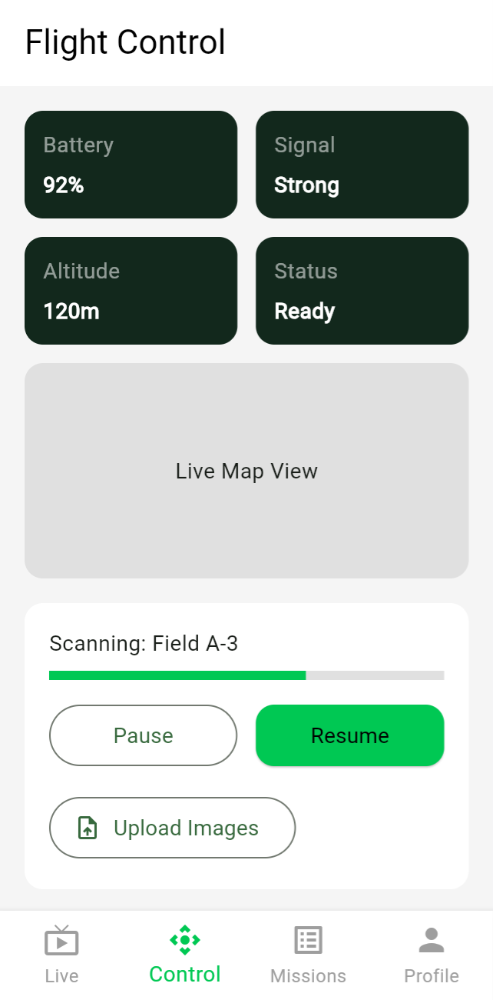 Flight Control
Battery
92%
Signal
Strong
Altitude
120m
Status
Ready
Live Map View
Scanning: Field A-3
Pause
Resume
Upload Images
Live
Control
Missions
Profile